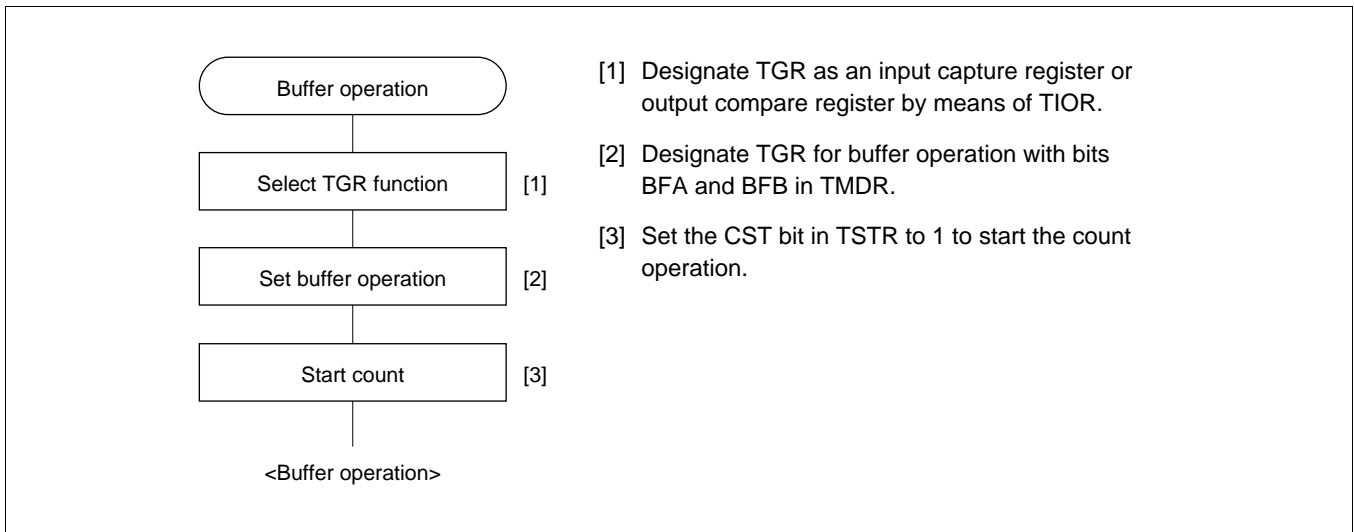 Buffer operation
Select TGR function
[1]
Set buffer operation
[2]
Start count
[3]
<Buffer operation>
[1] Designate TGR as an input capture register or
output compare register by means of TIOR.
[2] Designate TGR for buffer operation with bits
BFA and BFB in TMDR.
[3] Set the CST bit in TSTR to 1 to start the count
operation.